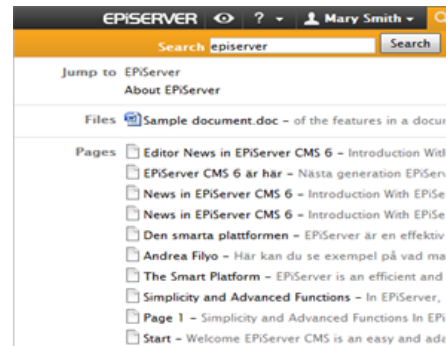 EPiSERVER ? Mary Smith
Search episerver Search
Jump to EPiServer
About EPiServer
Files Sample document.doc – of the features in a docu
Pages Editor News in EPiServer CMS 6 – Introduction Wit
EPiServer CMS 6 är här – Nästa generation EPiServ
News in EPiServer CMS 6 – Introduction With EPiSe
News in EPiServer CMS 6 – Introduction With EPiSe
Den smarta plattformen – EPiServer är en effektiv
Andrea Filyo – Här kan du se exempel på vad ma
The Smart Platform – EPiServer is an efficient and
Simplicity and Advanced Functions – In EPiServer,
Page 1 – Simplicity and Advanced Functions In EPi
Start – Welcome EPiServer CMS is an easy and ada